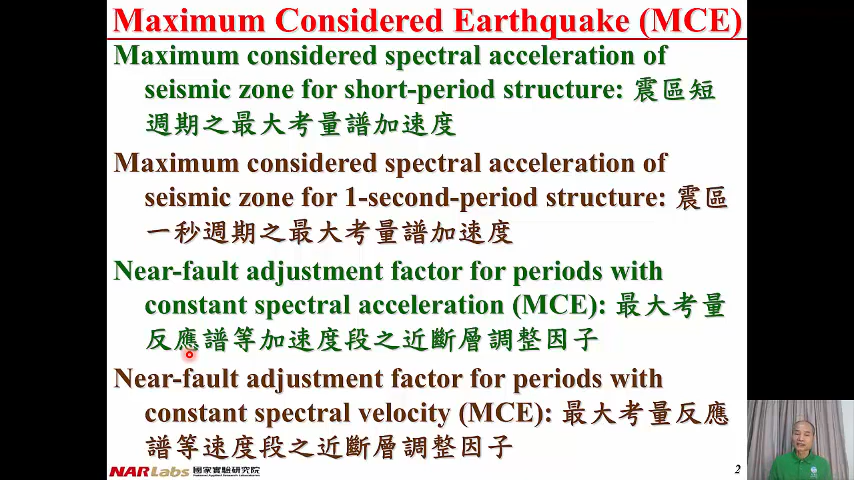 Maximum Considered Earthquake (MCE)
Maximum considered spectral acceleration of
seismic zone for short-period structure: 震區短
週期之最大考量譜加速度
Maximum considered spectral acceleration of
seismic zone for 1-second-period structure: 震區
一秒週期之最大考量譜加速度
Near-fault adjustment factor for periods with
constant spectral acceleration (MCE): 最大考量
反應譜等加速度段之近斷層調整因子
Near-fault adjustment factor for periods with
constant spectral velocity (MCE): 最大考量反應
譜等速度段之近斷層調整因子
NARLabs 國家實驗研究院
2